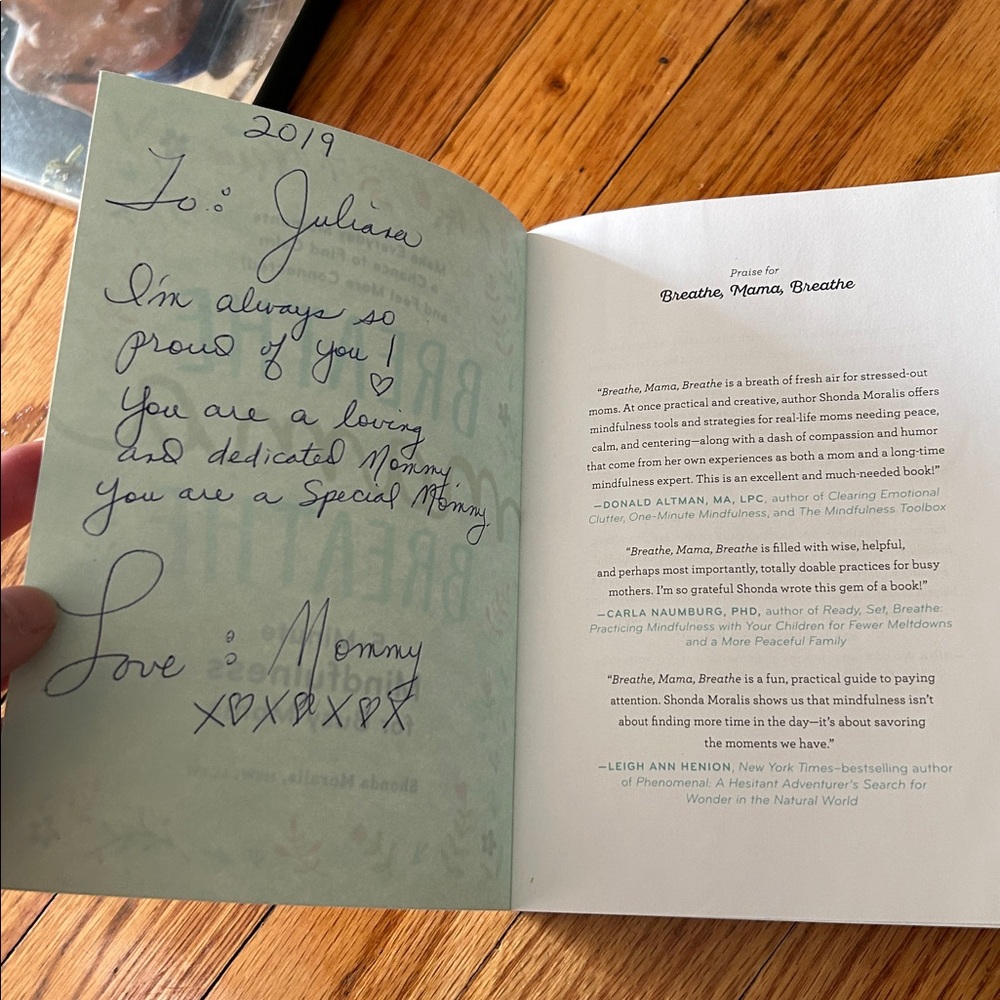 2019
To: Juliana
I'm always so
proud of you!
You are a loving
and dedicated Mommy
You are a Special Mommy.
Love: Mommy
X♡X♡X♡X
Praise for
Breathe, Mama, Breathe
“Breathe, Mama, Breathe is a breath of fresh air for stressed-out
moms. At once practical and creative, author Shonda Moralis offers
mindfulness tools and strategies for real-life moms needing peace,
calm, and centering—along with a dash of compassion and humor
that come from her own experiences as both a mom and a long-time
mindfulness expert. This is an excellent and much-needed book!”
—DONALD ALTMAN, MA, LPC, author of Clearing Emotional
Clutter, One-Minute Mindfulness, and The Mindfulness Toolbox
“Breathe, Mama, Breathe is filled with wise, helpful,
and perhaps most importantly, totally doable practices for busy
mothers. I’m so grateful Shonda wrote this gem of a book!”
—CARLA NAUMBURG, PHD, author of Ready, Set, Breathe:
Practicing Mindfulness with Your Children for Fewer Meltdowns
and a More Peaceful Family
“Breathe, Mama, Breathe is a fun, practical guide to paying
attention. Shonda Moralis shows us that mindfulness isn’t
about finding more time in the day—it’s about savoring
the moments we have.”
—LEIGH ANN HENION, New York Times–bestselling author
of Phenomenal: A Hesitant Adventurer’s Search for
Wonder in the Natural World